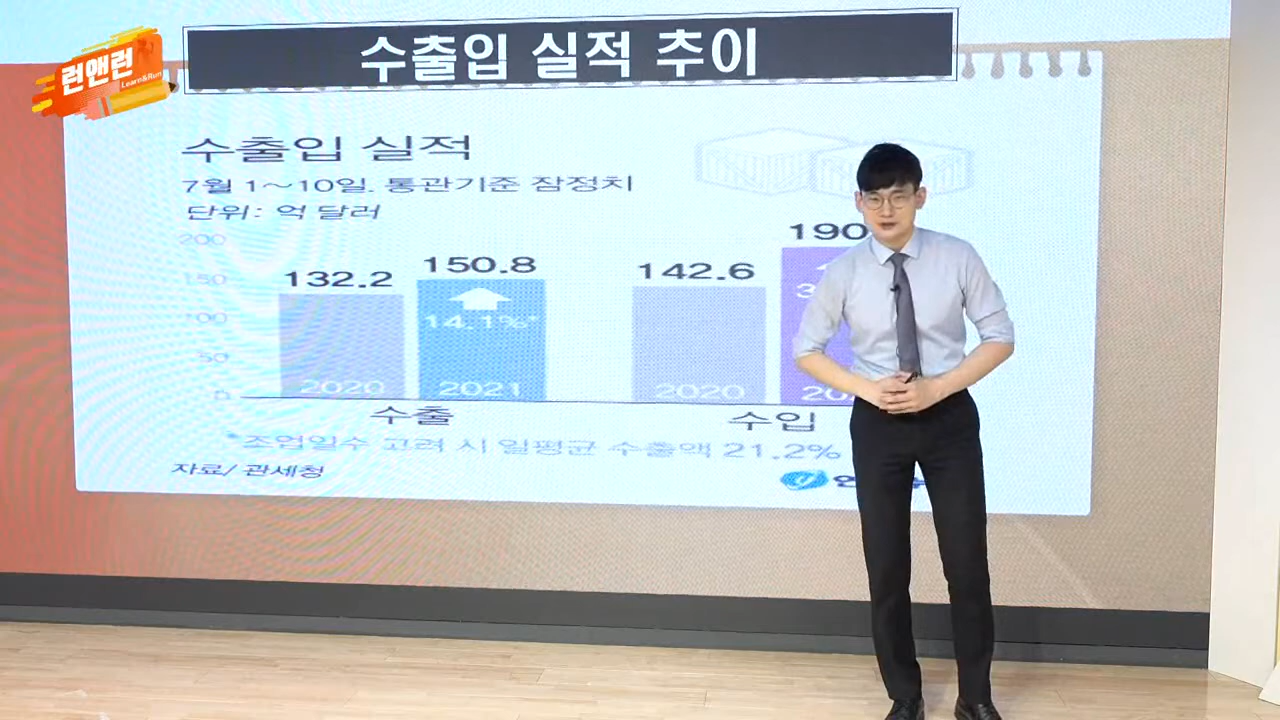 수출입 실적 추이
런앤런
Learn&Run
수출입 실적
7월 1~10일. 통관기준 잠정치
단위: 억 달러
200
150
100
50
0
132.2
150.8
142.6
190
14.1%*
2020
2021
2020
수출
수입
*조업일수 고려 시 일평균 수출액 21.2%
자료/ 관세청